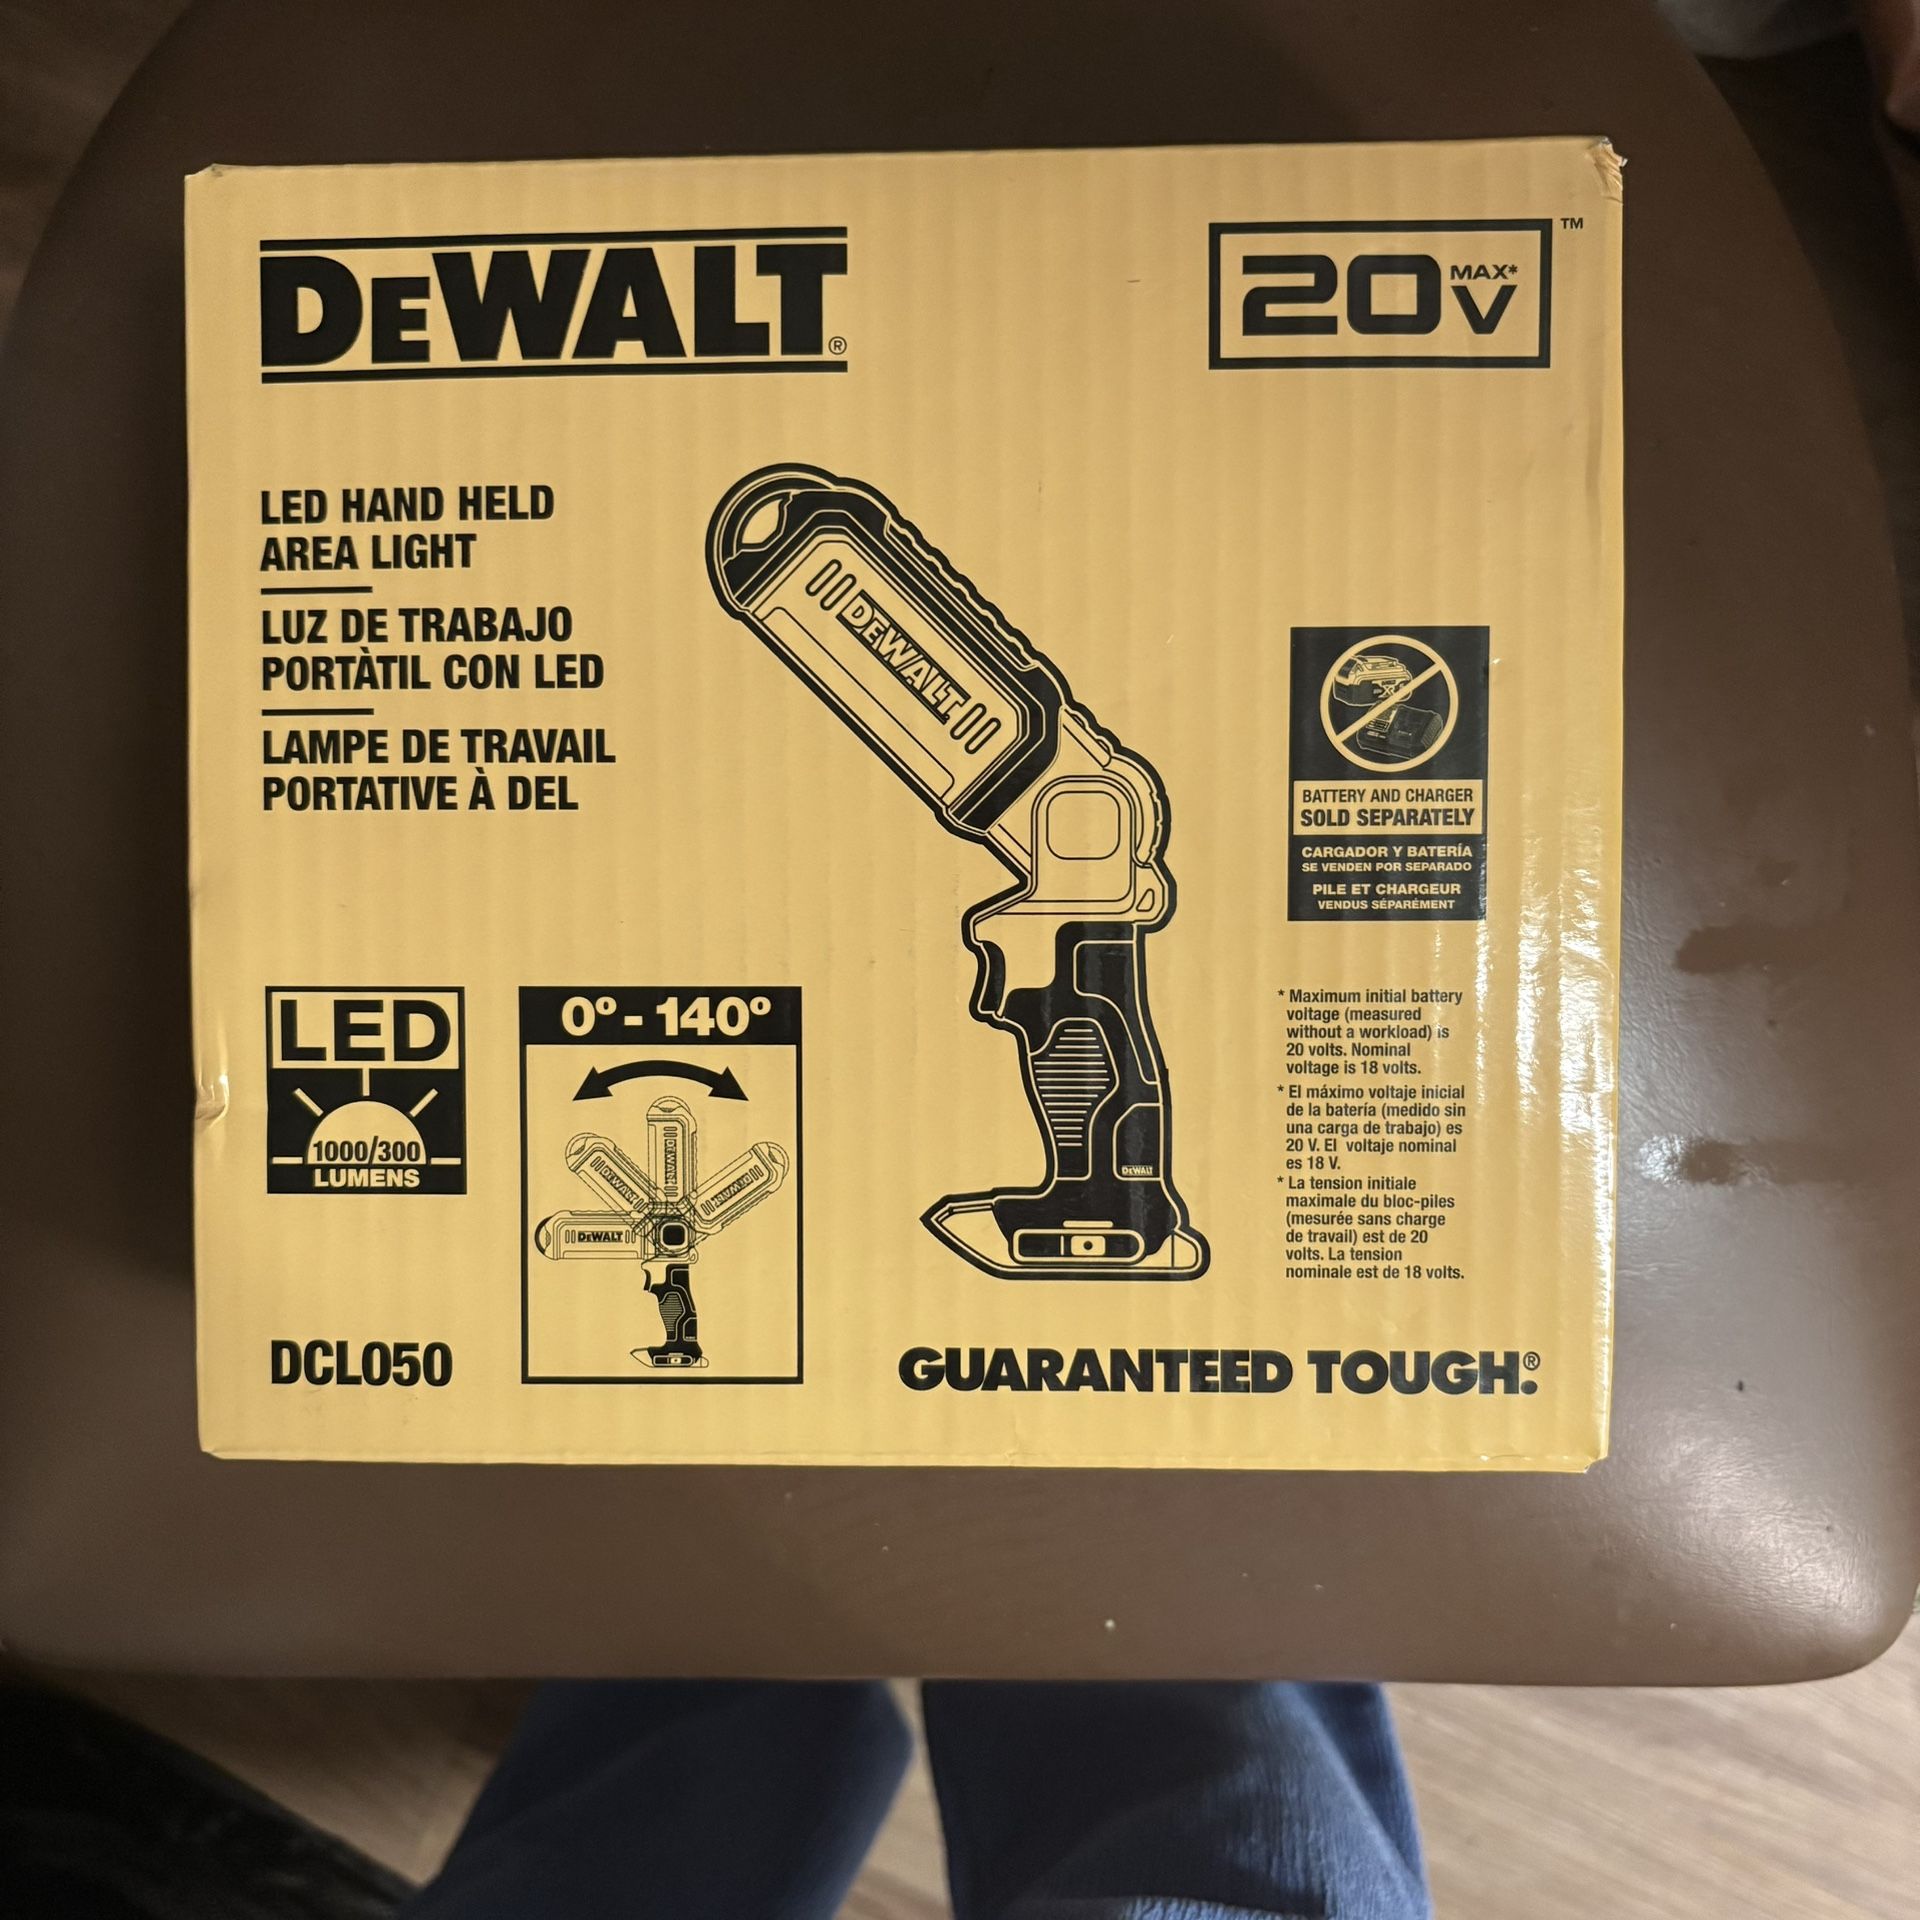 DEWALT®
20V MAX* ™
LED HAND HELD
AREA LIGHT
LUZ DE TRABAJO
PORTÀTIL CON LED
LAMPE DE TRAVAIL
PORTATIVE À DEL
DEWALT
DEWALT
BATTERY AND CHARGER
SOLD SEPARATELY
CARGADOR Y BATERÍA
SE VENDEN POR SEPARADO
PILE ET CHARGEUR
VENDUS SÉPARÉMENT
LED
1000/300
LUMENS
0º - 140º
DEWALT
DEWALT
DEWALT
DEWALT
* Maximum initial battery
voltage (measured
without a workload) is
20 volts. Nominal
voltage is 18 volts.
* El máximo voltaje inicial
de la batería (medido sin
una carga de trabajo) es
20 V. El voltaje nominal
es 18 V.
* La tension initiale
maximale du bloc-piles
(mesurée sans charge
de travail) est de 20
volts. La tension
nominale est de 18 volts.
DCL050
GUARANTEED TOUGH.®